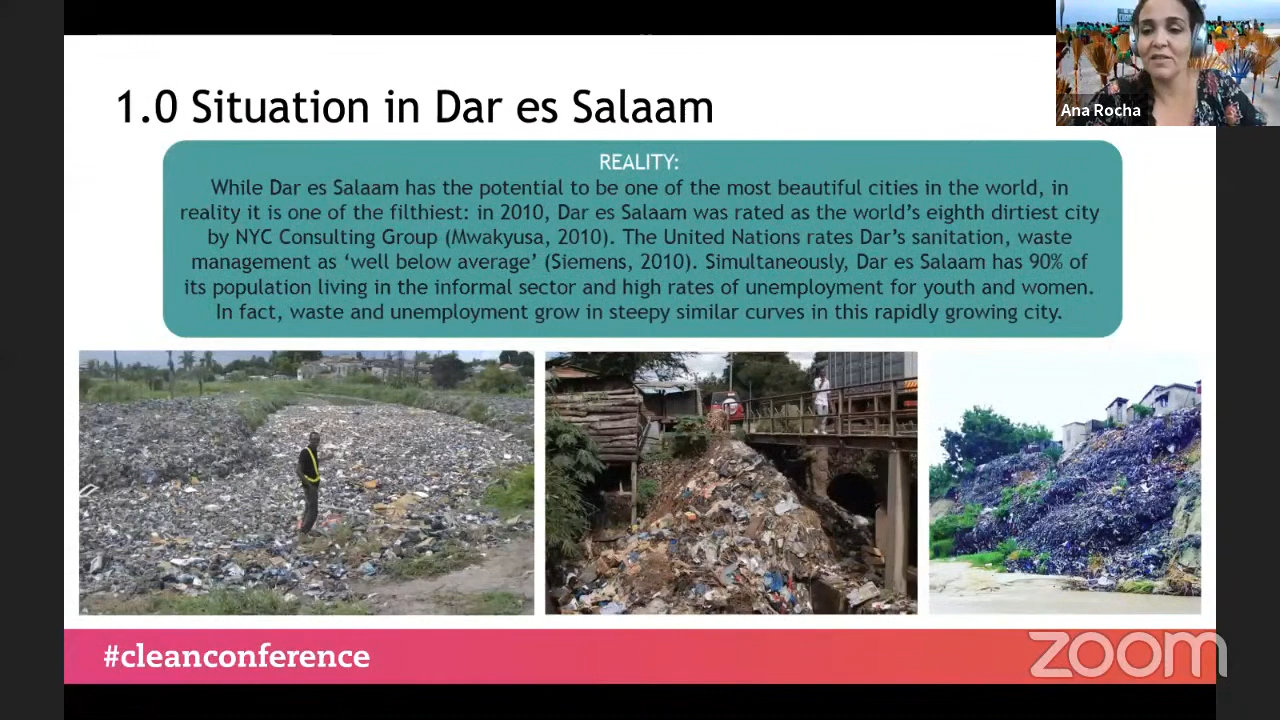 1.0 Situation in Dar es Salaam
Ana Rocha
REALITY:
While Dar es Salaam has the potential to be one of the most beautiful cities in the world, in
reality it is one of the filthiest: in 2010, Dar es Salaam was rated as the world’s eighth dirtiest city
by NYC Consulting Group (Mwakyusa, 2010). The United Nations rates Dar’s sanitation, waste
management as ‘well below average’ (Siemens, 2010). Simultaneously, Dar es Salaam has 90% of
its population living in the informal sector and high rates of unemployment for youth and women.
In fact, waste and unemployment grow in steepy similar curves in this rapidly growing city.
#cleanconference
zoom